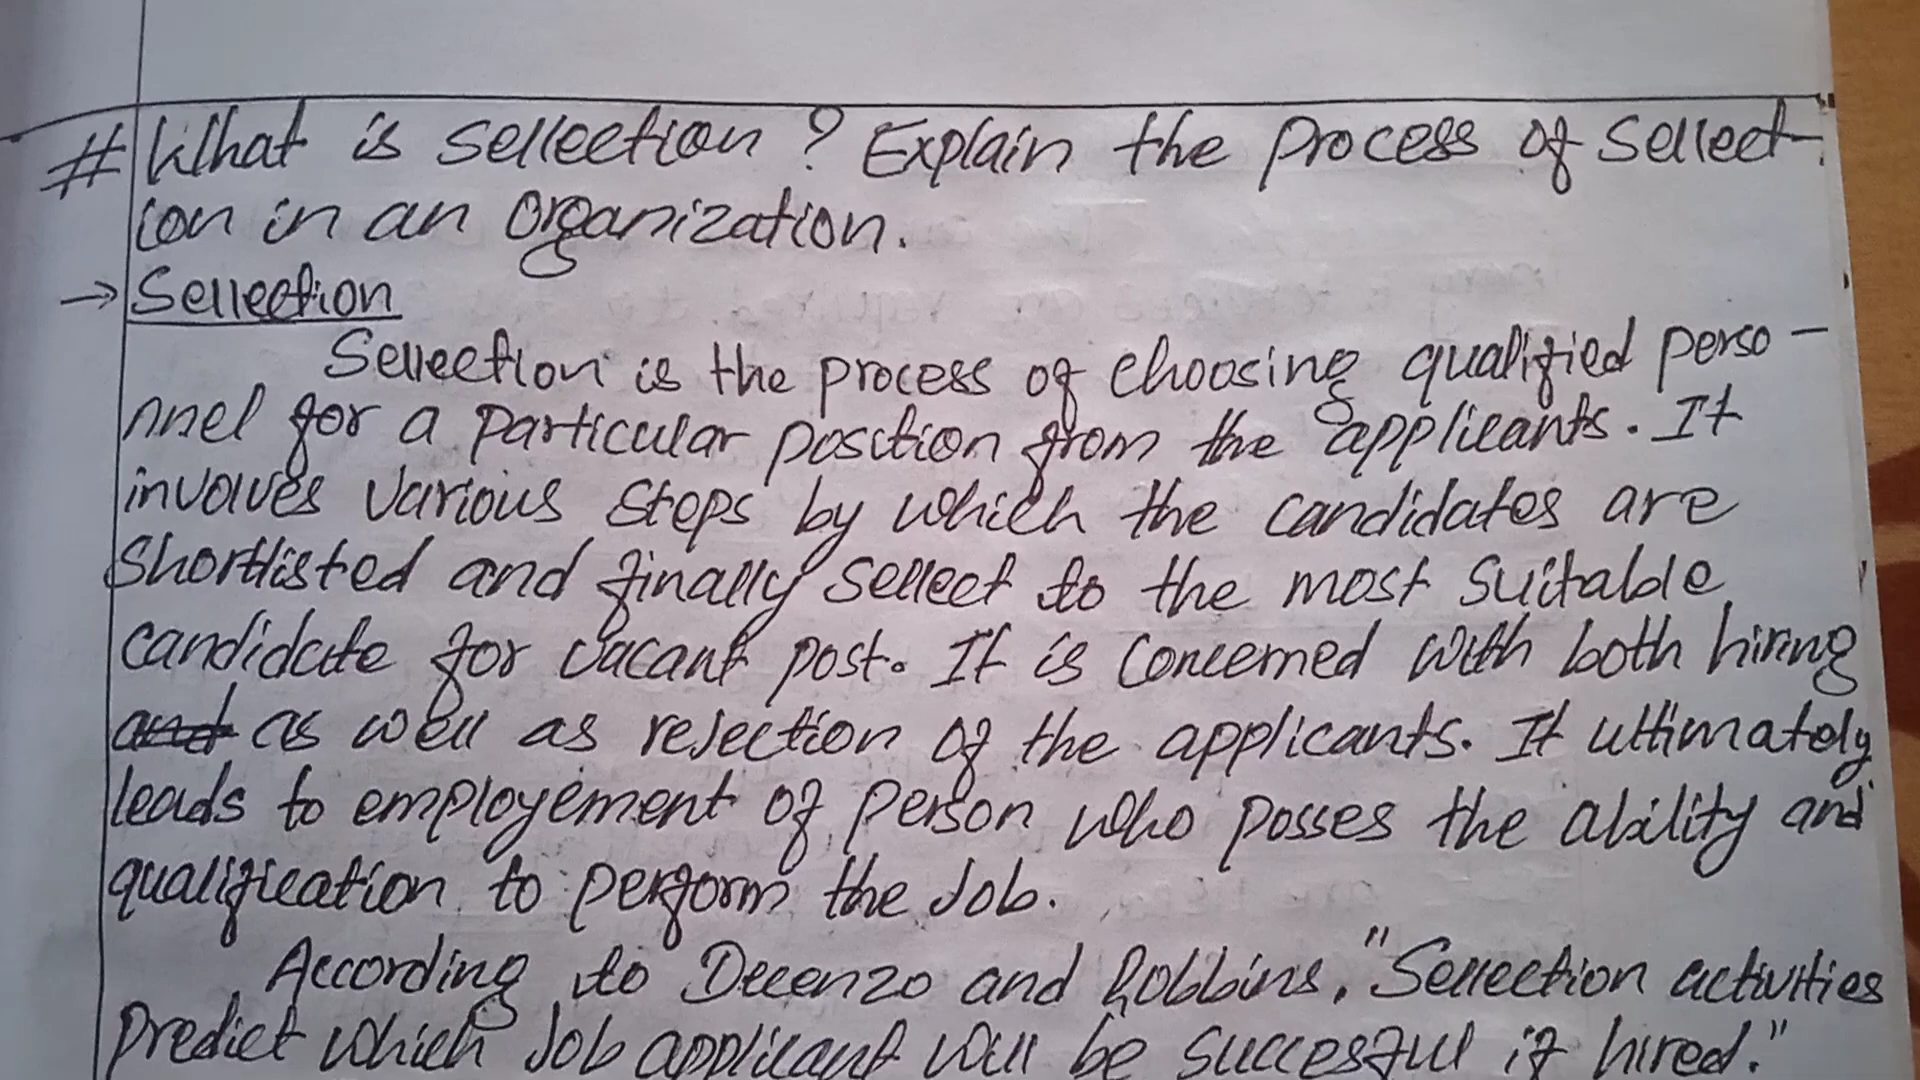 # What is sellection ? Explain the process of sellect-
ion in an organization.
→ Sellection
Sellection is the process of choosing qualified perso-
nnel for a particular position from the applicants. It
involves various steps by which the candidates are
shortlisted and finally sellect to the most suitable
candidate for vacant post. It is concerned with both hiring
and as well as rejection of the applicants. It ultimately
leads to employement of person who posses the ability and
qualification to perform the job.
According to Decenzo and Robbins, "Sellection activities
predict which job applicant will be succesful if hired."